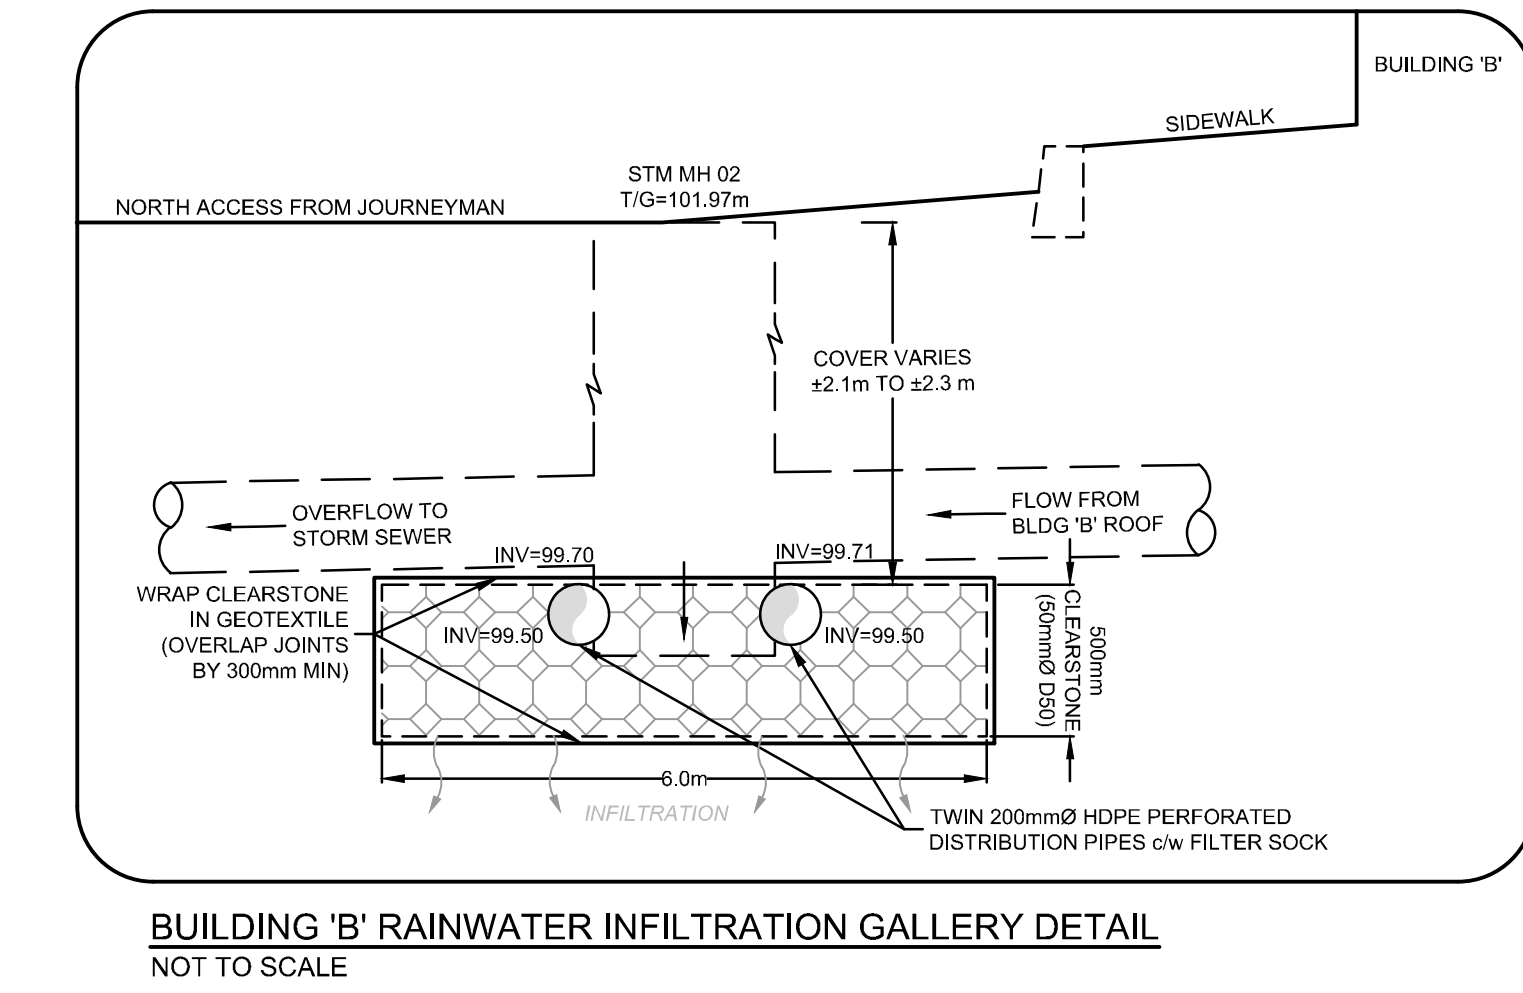 BUILDING 'B'
SIDEWALK
STM MH 02
T/G=101.97m
NORTH ACCESS FROM JOURNEYMAN
COVER VARIES
±2.1m TO ±2.3 m
OVERFLOW TO
STORM SEWER
FLOW FROM
BLDG 'B' ROOF
INV=99.70
INV=99.71
WRAP CLEARSTONE
IN GEOTEXTILE
(OVERLAP JOINTS
BY 300mm MIN)
INV=99.50
INV=99.50
500mm
CLEARSTONE
(50mmØ D50)
6.0m
INFILTRATION
TWIN 200mmØ HDPE PERFORATED
DISTRIBUTION PIPES c/w FILTER SOCK
BUILDING 'B' RAINWATER INFILTRATION GALLERY DETAIL
NOT TO SCALE